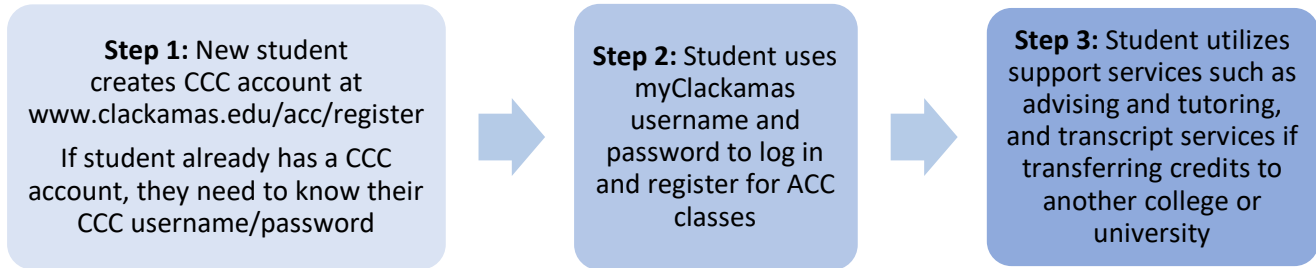 Step 1: New student
creates CCC account at
www.clackamas.edu/acc/register
If student already has a CCC
account, they need to know their
CCC username/password
Step 2: Student uses
myClackamas
username and
password to log in
and register for ACC
classes
Step 3: Student utilizes
support services such as
advising and tutoring,
and transcript services if
transferring credits to
another college or
university